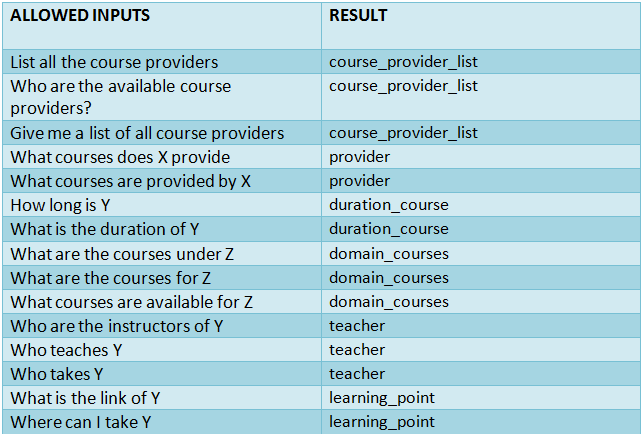 ALLOWED INPUTS RESULT
List all the course providers course_provider_list
Who are the available course course_provider_list
providers?
Give me a list of all course providers course_provider_list
What courses does X provide provider
What courses are provided by X provider
How long is Y duration_course
What is the duration of Y duration_course
What are the courses under Z domain_courses
What are the courses for Z domain_courses
What courses are available for Z domain_courses
Who are the instructors of Y teacher
Who teaches Y teacher
Who takes Y teacher
What is the link of Y learning_point
Where can I take Y learning_point